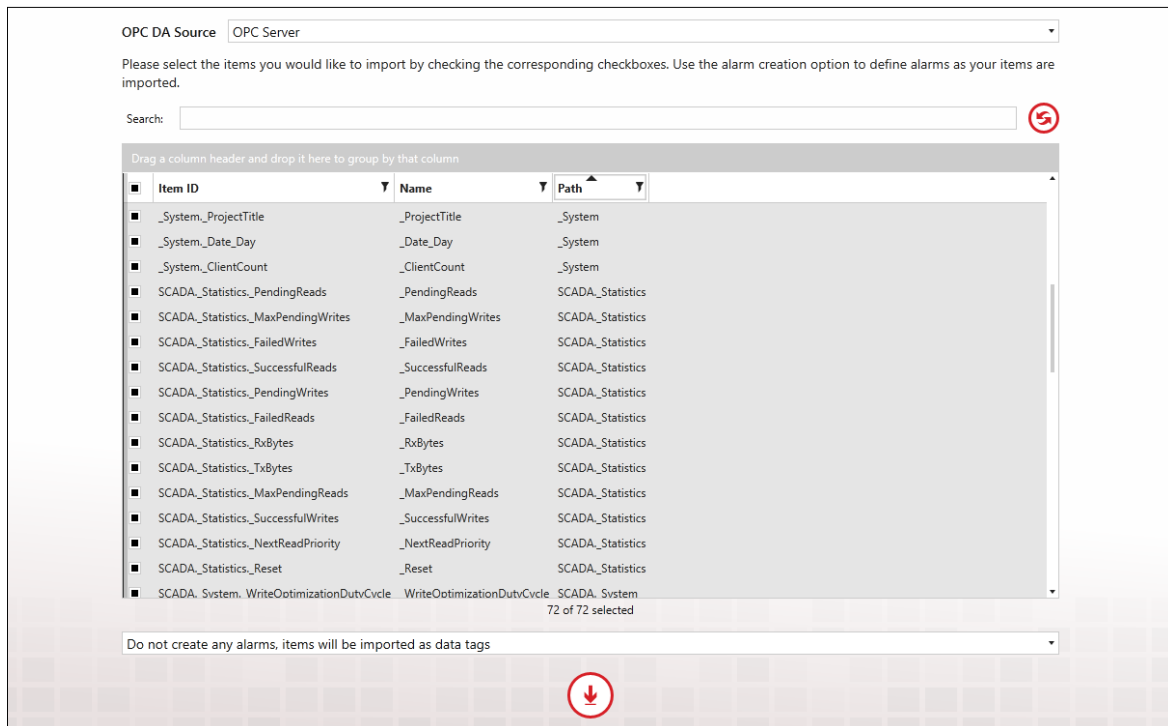 OPC DA Source OPC Server
Please select the items you would like to import by checking the corresponding checkboxes. Use the alarm creation option to define alarms as your items are
imported.
Search:
Drag a column header and drop it here to group by that column
Item ID Name Path
_System._ProjectTitle _ProjectTitle _System
_System._Date_Day _Date_Day _System
_System._ClientCount _ClientCount _System
SCADA._Statistics._PendingReads _PendingReads SCADA._Statistics
SCADA._Statistics._MaxPendingWrites _MaxPendingWrites SCADA._Statistics
SCADA._Statistics._FailedWrites _FailedWrites SCADA._Statistics
SCADA._Statistics._SuccessfulReads _SuccessfulReads SCADA._Statistics
SCADA._Statistics._PendingWrites _PendingWrites SCADA._Statistics
SCADA._Statistics._FailedReads _FailedReads SCADA._Statistics
SCADA._Statistics._RxBytes _RxBytes SCADA._Statistics
SCADA._Statistics._TxBytes _TxBytes SCADA._Statistics
SCADA._Statistics._MaxPendingReads _MaxPendingReads SCADA._Statistics
SCADA._Statistics._SuccessfulWrites _SuccessfulWrites SCADA._Statistics
SCADA._Statistics._NextReadPriority _NextReadPriority SCADA._Statistics
SCADA._Statistics._Reset _Reset SCADA._Statistics
SCADA._System._WriteOptimizationDutyCycle _WriteOptimizationDutyCycle SCADA._System
72 of 72 selected
Do not create any alarms, items will be imported as data tags